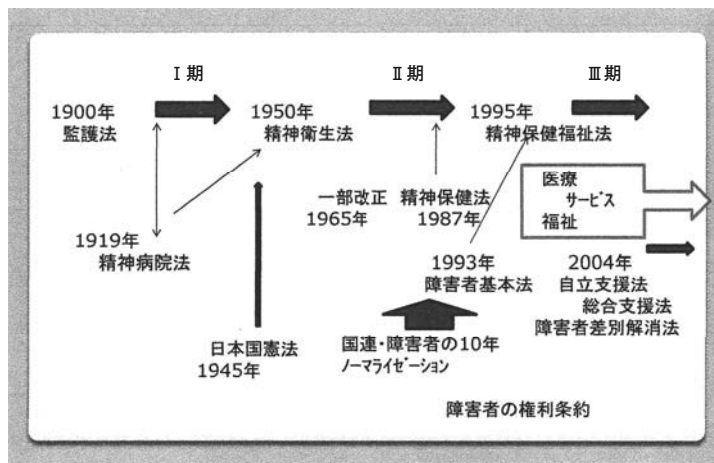 Ⅰ期
Ⅱ期
Ⅲ期
1900年
監護法
1950年
精神衛生法
1995年
精神保健福祉法
1919年
精神病院法
一部改正
1965年
精神保健法
1987年
医療
サービス
福祉
1993年
障害者基本法
2004年
自立支援法
総合支援法
障害者差別解消法
日本国憲法
1945年
国連・障害者の10年
ノーマライゼーション
障害者の権利条約